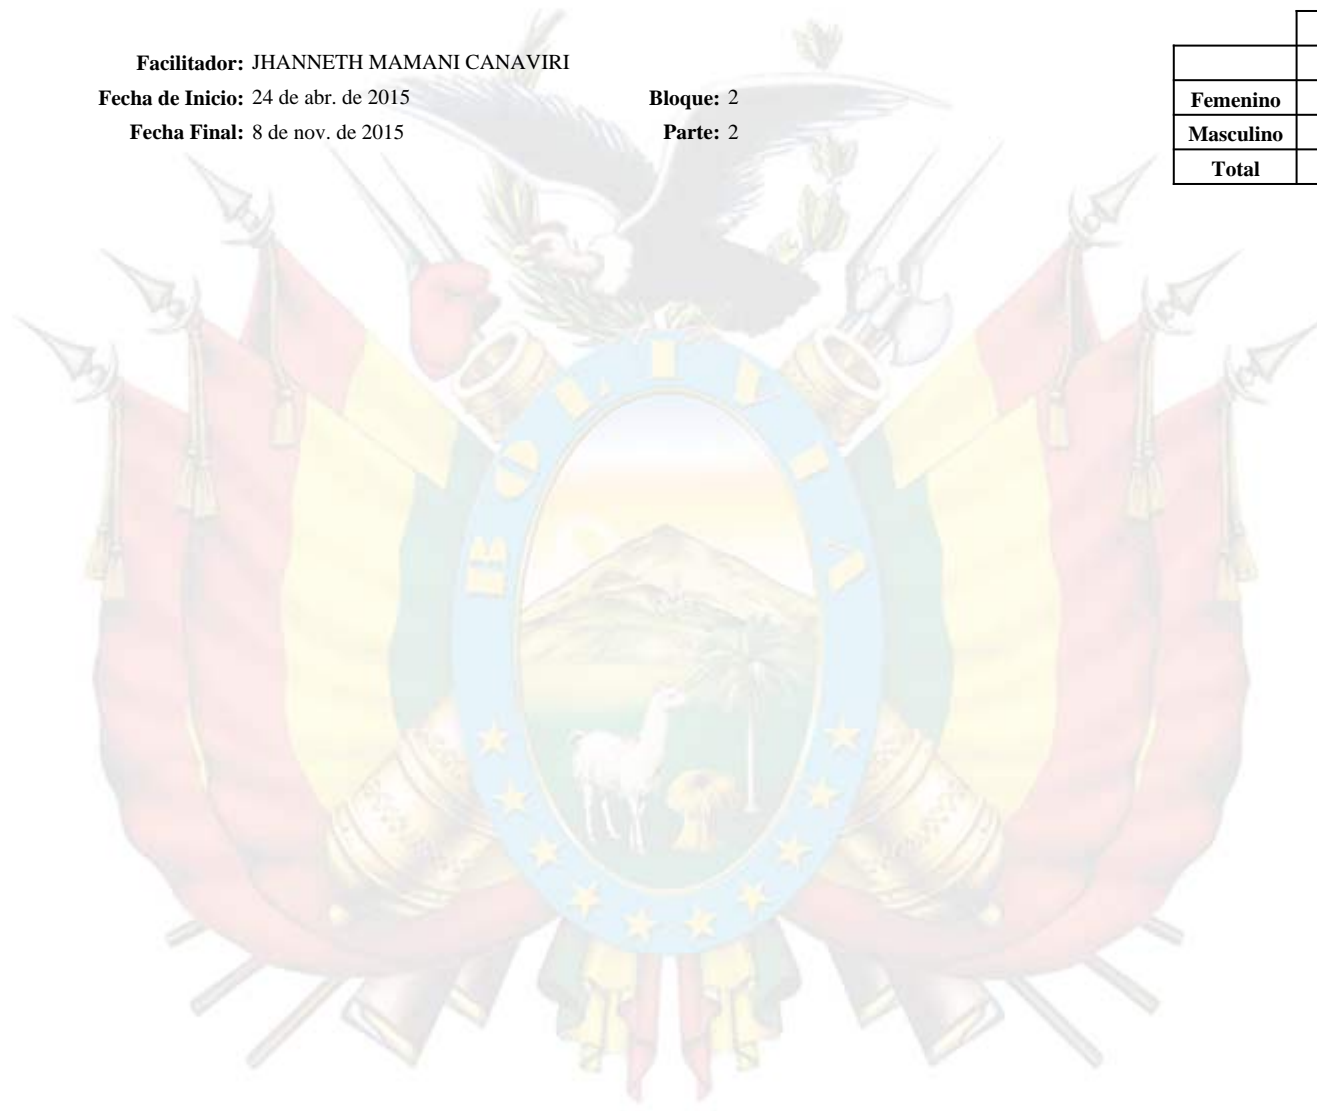 Facilitador: JHANNETH MAMANI CANAVIRI
Fecha de Inicio: 24 de abr. de 2015 Bloque: 2
Fecha Final: 8 de nov. de 2015 Parte: 2
Femenino
Masculino
Total
BOLIVIA